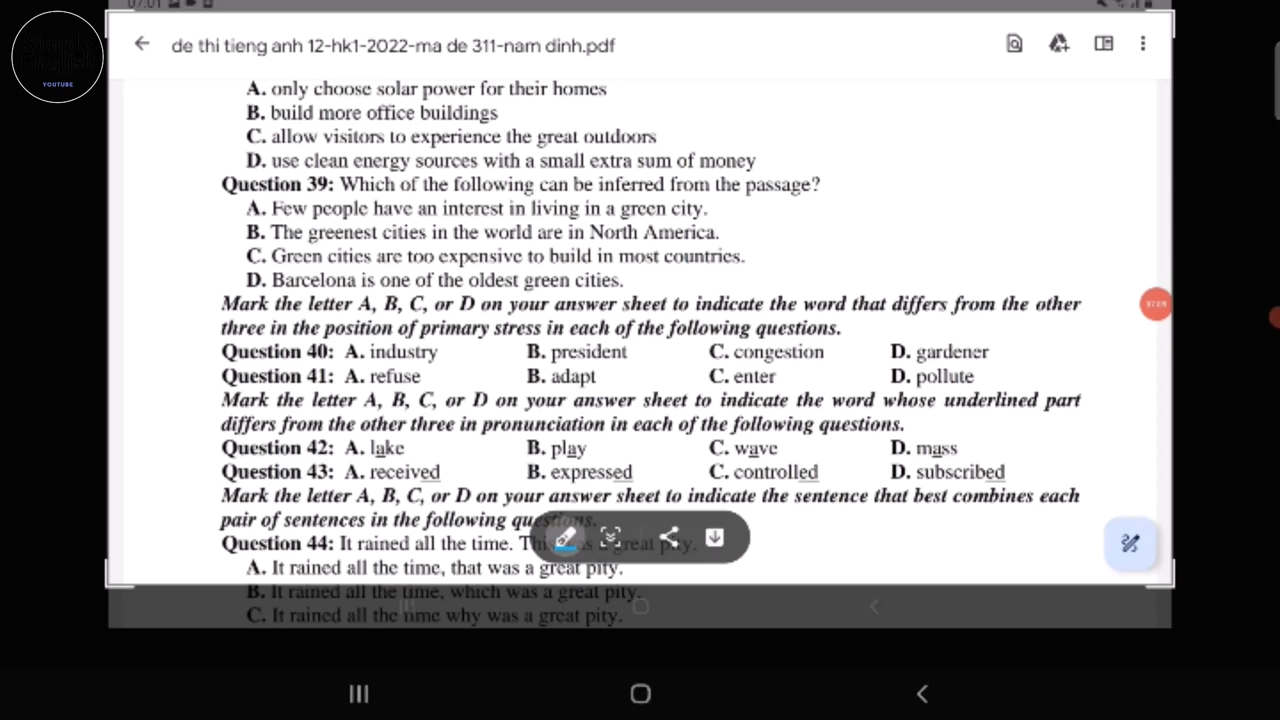 07:01
Simple
English
YOUTUBE
de thi tieng anh 12-hk1-2022-ma de 311-nam dinh.pdf
A. only choose solar power for their homes
B. build more office buildings
C. allow visitors to experience the great outdoors
D. use clean energy sources with a small extra sum of money
Question 39: Which of the following can be inferred from the passage?
A. Few people have an interest in living in a green city.
B. The greenest cities in the world are in North America.
C. Green cities are too expensive to build in most countries.
D. Barcelona is one of the oldest green cities.
Mark the letter A, B, C, or D on your answer sheet to indicate the word that differs from the other
three in the position of primary stress in each of the following questions.
Question 40: A. industry B. president C. congestion D. gardener
Question 41: A. refuse B. adapt C. enter D. pollute
Mark the letter A, B, C, or D on your answer sheet to indicate the word whose underlined part
differs from the other three in pronunciation in each of the following questions.
Question 42: A. lake B. play C. wave D. mass
Question 43: A. received B. expressed C. controlled D. subscribed
Mark the letter A, B, C, or D on your answer sheet to indicate the sentence that best combines each
pair of sentences in the following questions.
Question 44: It rained all the time. This was a great pity.
A. It rained all the time, that was a great pity.
B. It rained all the time, which was a great pity.
C. It rained all the time why was a great pity.